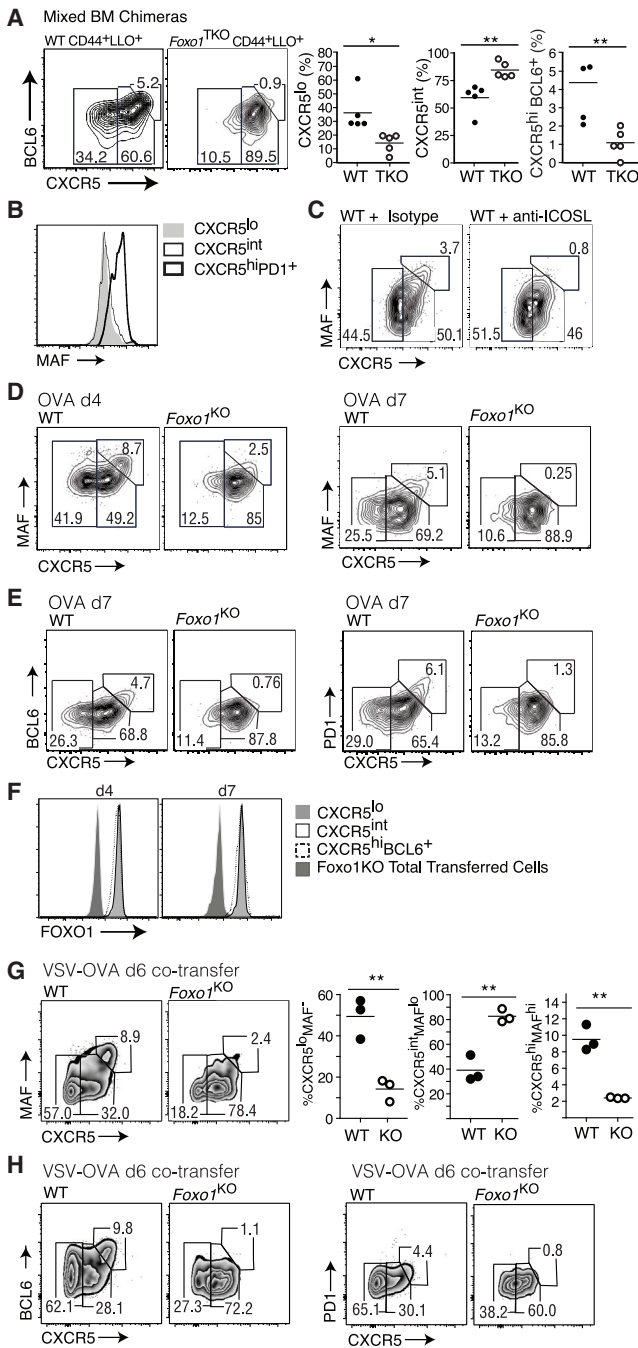 A Mixed BM Chimeras
WT CD44+LLO+
Foxo1TKO CD44+LLO+
5.2
34.2 60.6
0.9
10.5 89.5
BCL6
CXCR5
CXCR5lo (%)
80
70
60
50
40
30
20
10
0
*
WT TKO
CXCR5int (%)
100
80
60
40
20
0
**
WT TKO
CXCR5hi BCL6+ (%)
6
5
4
3
2
1
0
**
WT TKO
B
MAF
CXCR5lo
CXCR5int
CXCR5hiPD1+
C
WT + Isotype
WT + anti-ICOSL
3.7
44.5 50.1
0.8
51.5 46
MAF
CXCR5
D
OVA d4
WT
Foxo1KO
8.7
41.9 49.2
2.5
12.5 85
MAF
CXCR5
OVA d7
WT
Foxo1KO
5.1
25.5 69.2
0.25
10.6 88.9
MAF
CXCR5
E
OVA d7
WT
Foxo1KO
4.7
26.3 68.8
0.76
11.4 87.8
BCL6
CXCR5
OVA d7
WT
Foxo1KO
6.1
29.0 65.4
1.3
13.2 85.8
PD1
CXCR5
F
d4
d7
FOXO1
CXCR5lo
CXCR5int
CXCR5hiBCL6+
Foxo1KO Total Transferred Cells
G
VSV-OVA d6 co-transfer
WT
Foxo1KO
8.9
57.0 32.0
2.4
18.2 78.4
MAF
CXCR5
%CXCR5loMAF-
60
40
20
0
**
WT KO
%CXCR5intMAFlo
100
80
60
40
20
0
**
WT KO
%CXCR5hiMAFhi
14
12
10
8
6
4
2
0
**
WT KO
H
VSV-OVA d6 co-transfer
WT
Foxo1KO
9.8
62.1 28.1
1.1
27.3 72.2
BCL6
CXCR5
VSV-OVA d6 co-transfer
WT
Foxo1KO
4.4
65.1 30.1
0.8
38.2 60.0
PD1
CXCR5